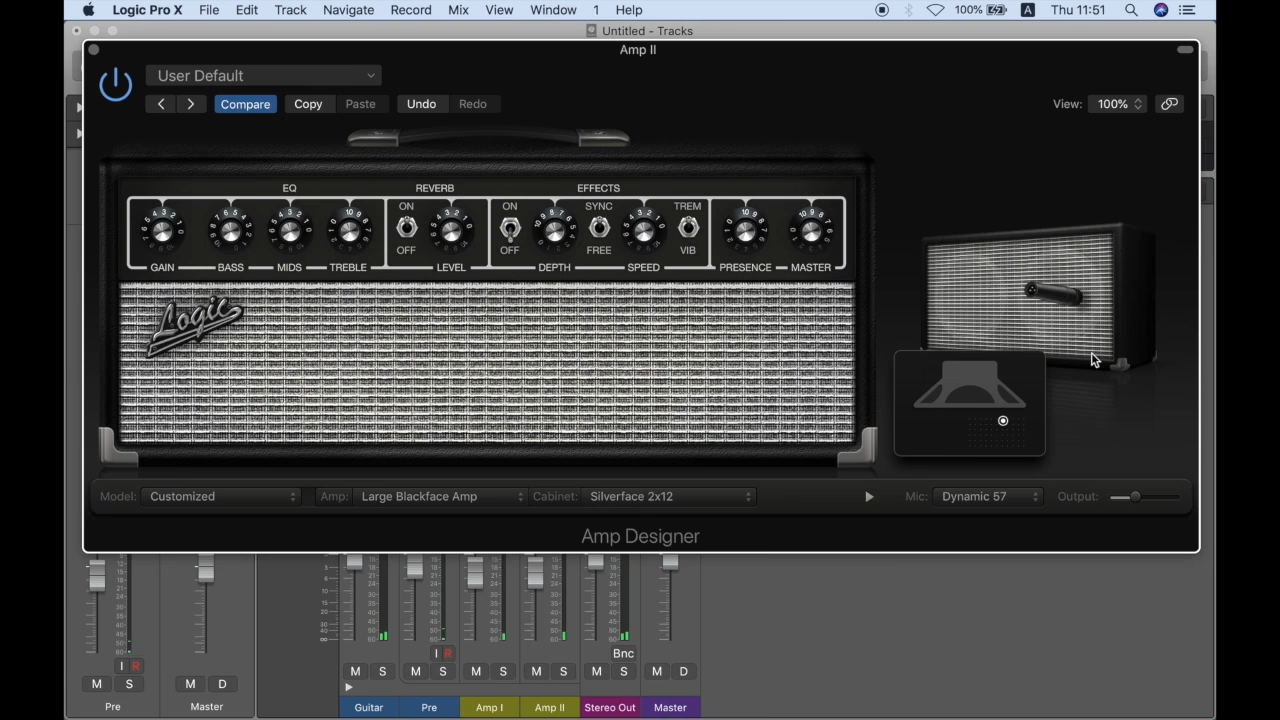 Logic Pro X File Edit Track Navigate Record Mix View Window 1 Help 100% A Thu 11:51
Untitled - Tracks
Amp II
User Default
Compare Copy Paste Undo Redo View: 100%
EQ REVERB EFFECTS
ON ON SYNC TREM
OFF OFF FREE VIB
GAIN BASS MIDS TREBLE LEVEL DEPTH SPEED PRESENCE MASTER
Logic
Model: Customized Amp: Large Blackface Amp Cabinet: Silverface 2x12 Mic: Dynamic 57 Output:
Amp Designer
I R
M S M D
Pre Master
I R Bnc
M S M S M S M S M S M D
Guitar Pre Amp I Amp II Stereo Out Master